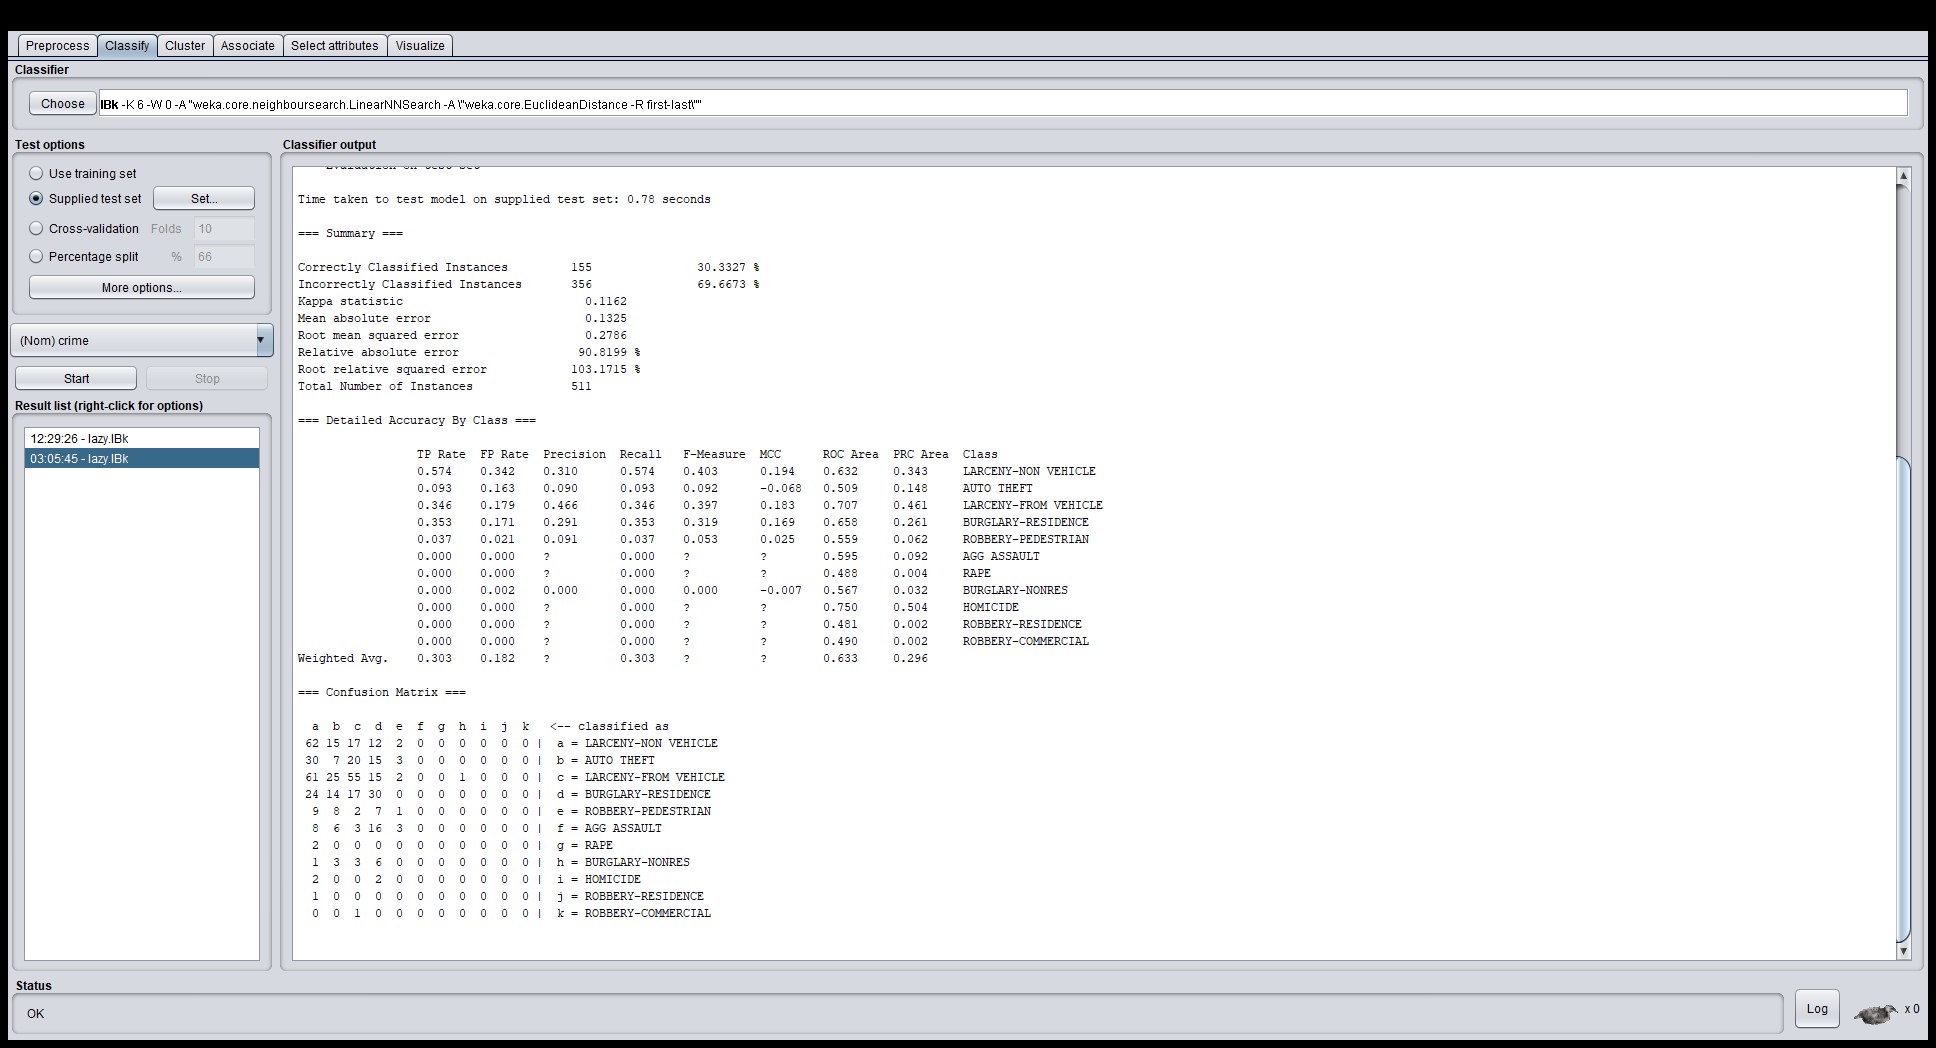 Preprocess Classify Cluster Associate Select attributes Visualize
Classifier
Choose IBk -K 6 -W 0 -A "weka.core.neighboursearch.LinearNNSearch -A \"weka.core.EuclideanDistance -R first-last\""
Test options
Use training set
Supplied test set Set...
Cross-validation Folds 10
Percentage split % 66
More options...
(Nom) crime
Start Stop
Result list (right-click for options)
12:29:26 - lazy.IBk
03:05:45 - lazy.IBk
Classifier output
Time taken to test model on supplied test set: 0.78 seconds
=== Summary ===
Correctly Classified Instances 155 30.3327 %
Incorrectly Classified Instances 356 69.6673 %
Kappa statistic 0.1162
Mean absolute error 0.1325
Root mean squared error 0.2786
Relative absolute error 90.8199 %
Root relative squared error 103.1715 %
Total Number of Instances 511
=== Detailed Accuracy By Class ===
TP Rate FP Rate Precision Recall F-Measure MCC ROC Area PRC Area Class
0.574 0.342 0.310 0.574 0.403 0.194 0.632 0.343 LARCENY-NON VEHICLE
0.093 0.163 0.090 0.093 0.092 -0.068 0.509 0.148 AUTO THEFT
0.346 0.179 0.466 0.346 0.397 0.183 0.707 0.461 LARCENY-FROM VEHICLE
0.353 0.171 0.291 0.353 0.319 0.169 0.658 0.261 BURGLARY-RESIDENCE
0.037 0.021 0.091 0.037 0.053 0.025 0.559 0.062 ROBBERY-PEDESTRIAN
0.000 0.000 ? 0.000 ? ? 0.595 0.092 AGG ASSAULT
0.000 0.000 ? 0.000 ? ? 0.488 0.004 RAPE
0.000 0.002 0.000 0.000 0.000 -0.007 0.567 0.032 BURGLARY-NONRES
0.000 0.000 ? 0.000 ? ? 0.750 0.504 HOMICIDE
0.000 0.000 ? 0.000 ? ? 0.481 0.002 ROBBERY-RESIDENCE
0.000 0.000 ? 0.000 ? ? 0.490 0.002 ROBBERY-COMMERCIAL
Weighted Avg. 0.303 0.182 ? 0.303 ? ? 0.633 0.296
=== Confusion Matrix ===
a b c d e f g h i j k <-- classified as
62 15 17 12 2 0 0 0 0 0 0 | a = LARCENY-NON VEHICLE
30 7 20 15 3 0 0 0 0 0 0 | b = AUTO THEFT
61 25 55 15 2 0 0 1 0 0 0 | c = LARCENY-FROM VEHICLE
24 14 17 30 0 0 0 0 0 0 0 | d = BURGLARY-RESIDENCE
9 8 2 7 1 0 0 0 0 0 0 | e = ROBBERY-PEDESTRIAN
8 6 3 16 3 0 0 0 0 0 0 | f = AGG ASSAULT
2 0 0 0 0 0 0 0 0 0 0 | g = RAPE
1 3 3 6 0 0 0 0 0 0 0 | h = BURGLARY-NONRES
2 0 0 2 0 0 0 0 0 0 0 | i = HOMICIDE
1 0 0 0 0 0 0 0 0 0 0 | j = ROBBERY-RESIDENCE
0 0 1 0 0 0 0 0 0 0 0 | k = ROBBERY-COMMERCIAL
Status
OK
Log x 0